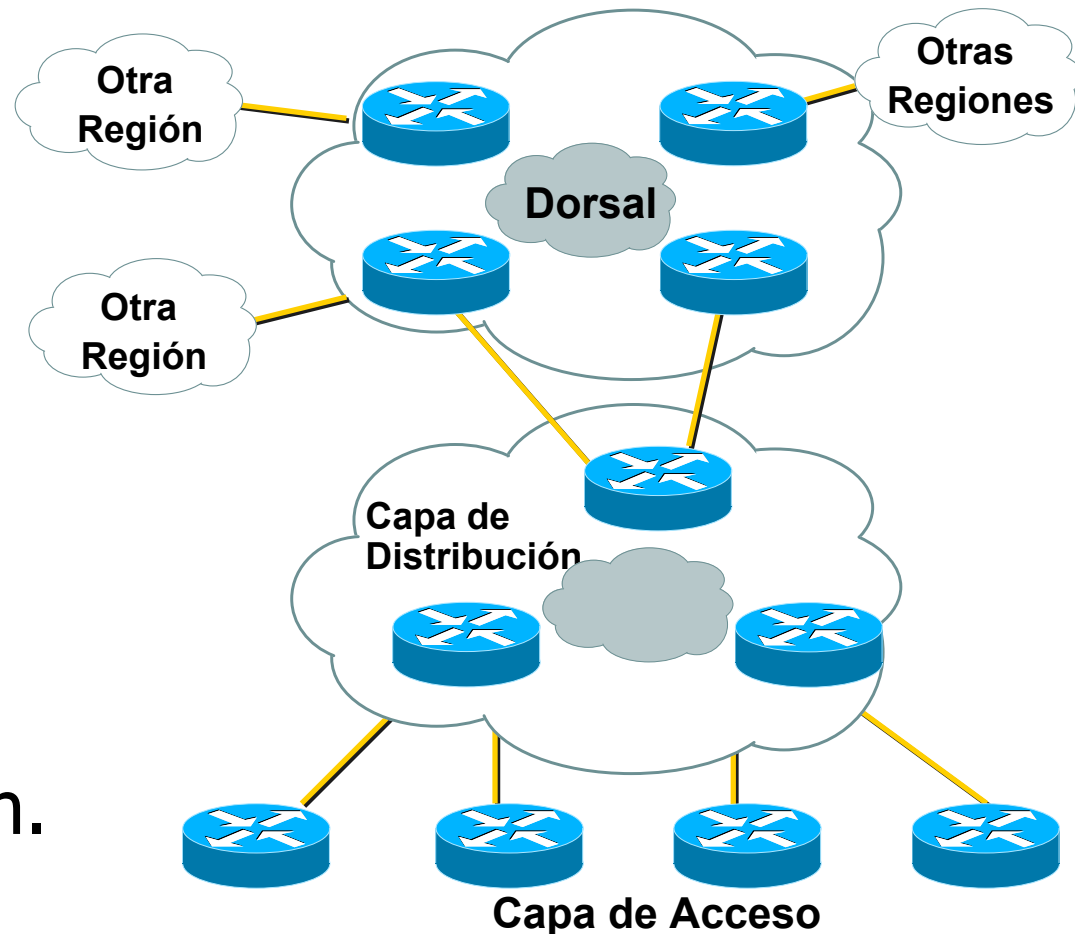 Otra
Región
Otras
Regiones
Dorsal
Otra
Región
Capa de
Distribución
n.
Capa de Acceso